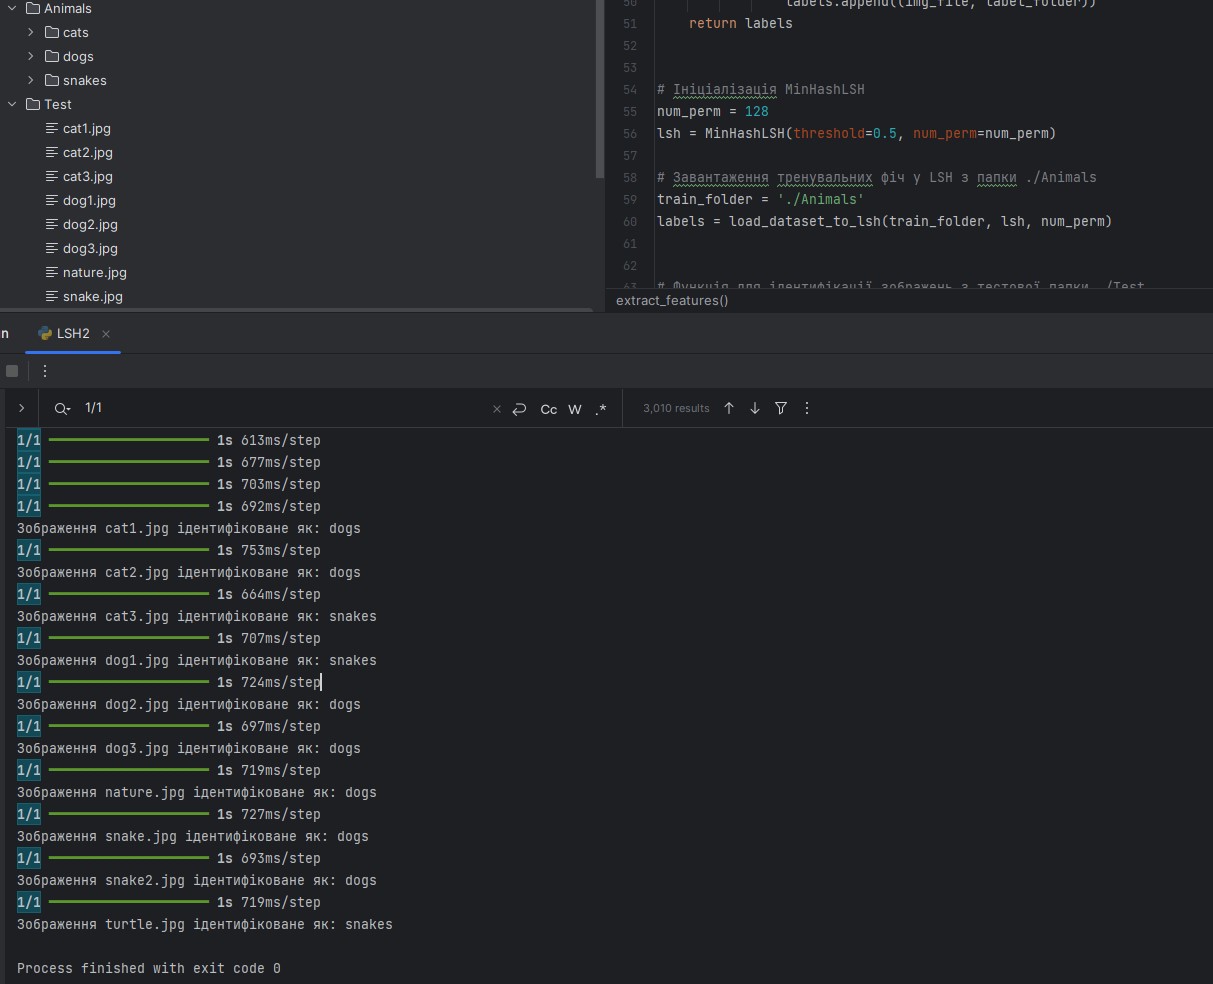 Animals
cats
dogs
snakes
Test
cat1.jpg
cat2.jpg
cat3.jpg
dog1.jpg
dog2.jpg
dog3.jpg
nature.jpg
snake.jpg
50 labels.append((img_file, label_folder))
51 return labels
52
53
54 # Ініціалізація MinHashLSH
55 num_perm = 128
56 lsh = MinHashLSH(threshold=0.5, num_perm=num_perm)
57
58 # Завантаження тренувальних фіч у LSH з папки ./Animals
59 train_folder = './Animals'
60 labels = load_dataset_to_lsh(train_folder, lsh, num_perm)
61
62
63 # Функція для ідентифікації зображень з тестової папки ./Test
extract_features()
n LSH2
1/1 Cc W .* 3,010 results
1/1 1s 613ms/step
1/1 1s 677ms/step
1/1 1s 703ms/step
1/1 1s 692ms/step
Зображення cat1.jpg ідентифіковане як: dogs
1/1 1s 753ms/step
Зображення cat2.jpg ідентифіковане як: dogs
1/1 1s 664ms/step
Зображення cat3.jpg ідентифіковане як: snakes
1/1 1s 707ms/step
Зображення dog1.jpg ідентифіковане як: snakes
1/1 1s 724ms/step
Зображення dog2.jpg ідентифіковане як: dogs
1/1 1s 697ms/step
Зображення dog3.jpg ідентифіковане як: dogs
1/1 1s 719ms/step
Зображення nature.jpg ідентифіковане як: dogs
1/1 1s 727ms/step
Зображення snake.jpg ідентифіковане як: dogs
1/1 1s 693ms/step
Зображення snake2.jpg ідентифіковане як: dogs
1/1 1s 719ms/step
Зображення turtle.jpg ідентифіковане як: snakes
Process finished with exit code 0